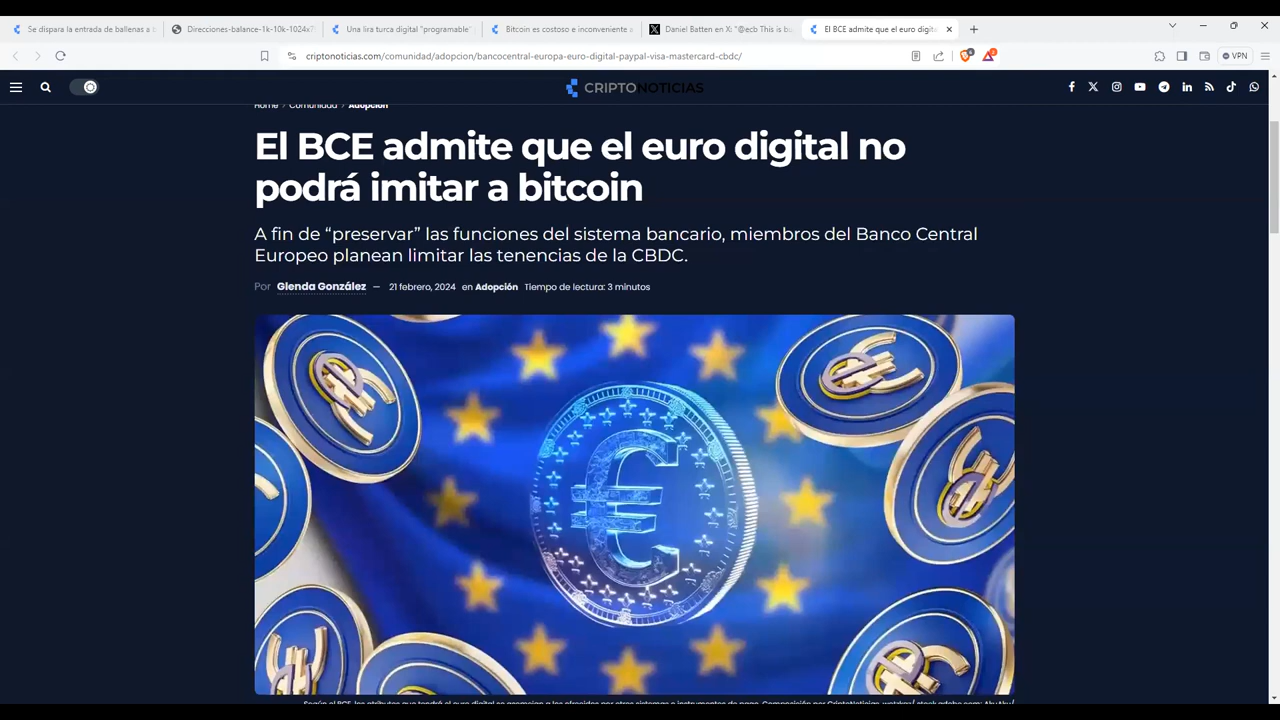 Se dispara la entrada de ballenas a b
Direcciones-balance-1k-10k-1024x7
Una lira turca digital "programable"
Bitcoin es costoso e inconveniente a
Daniel Batten en X: "@ecb This is bu
El BCE admite que el euro digita
criptonoticias.com/comunidad/adopcion/bancocentral-europa-euro-digital-paypal-visa-mastercard-cbdc/
VPN
CRIPTONOTICIAS
Home / Comunidad / Adopción
El BCE admite que el euro digital no
podrá imitar a bitcoin
A fin de “preservar” las funciones del sistema bancario, miembros del Banco Central
Europeo planean limitar las tenencias de la CBDC.
Por Glenda González — 21 febrero, 2024 en Adopción Tiempo de lectura: 3 minutos